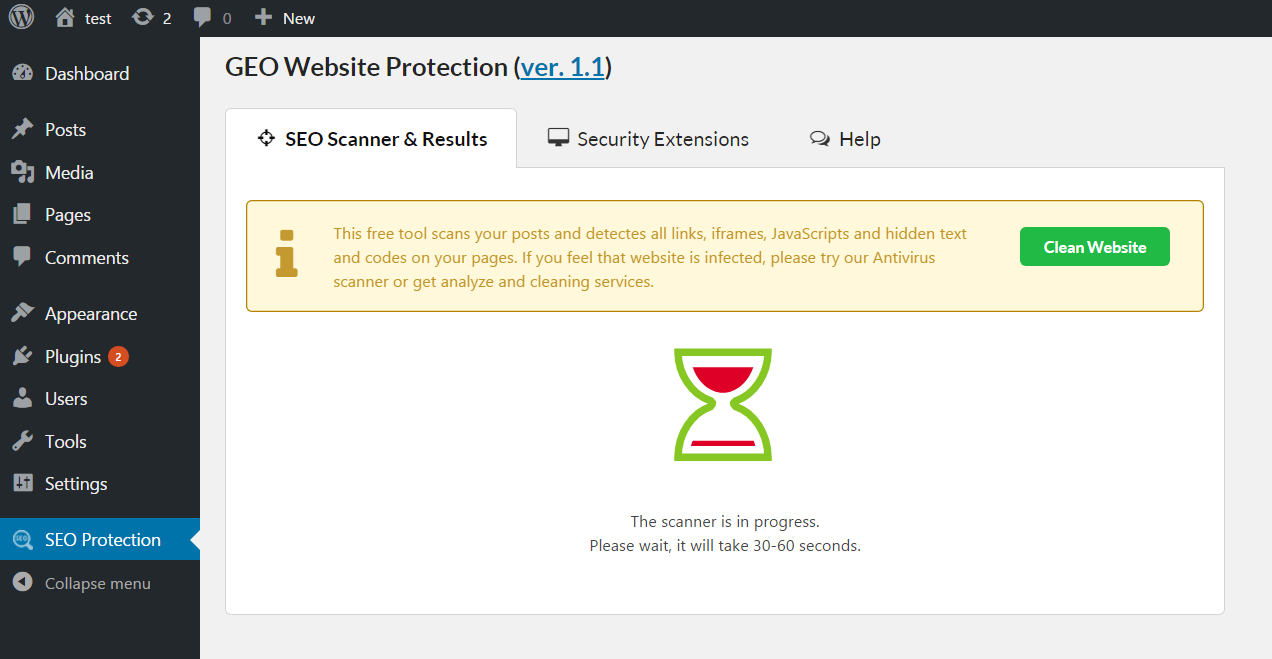 test 2 0 New
Dashboard
Posts
Media
Pages
Comments
Appearance
Plugins 2
Users
Tools
Settings
SEO Protection
Collapse menu
GEO Website Protection (ver. 1.1)
SEO Scanner & Results Security Extensions Help
This free tool scans your posts and detectes all links, iframes, JavaScripts and hidden text
and codes on your pages. If you feel that website is infected, please try our Antivirus
scanner or get analyze and cleaning services.
Clean Website
The scanner is in progress.
Please wait, it will take 30-60 seconds.